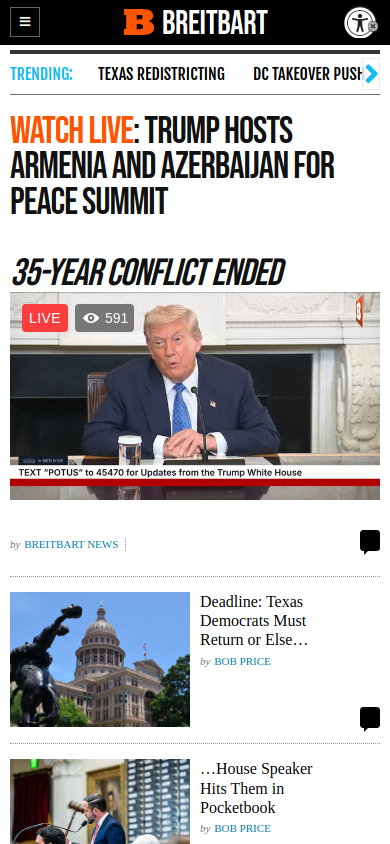 BREITBART
TRENDING: TEXAS REDISTRICTING DC TAKEOVER PUSH
WATCH LIVE: TRUMP HOSTS
ARMENIA AND AZERBAIJAN FOR
PEACE SUMMIT
35-YEAR CONFLICT ENDED
LIVE 591
TEXT "POTUS" to 45470 for Updates from the Trump White House
by BREITBART NEWS
Deadline: Texas
Democrats Must
Return or Else…
by BOB PRICE
…House Speaker
Hits Them in
Pocketbook
by BOB PRICE